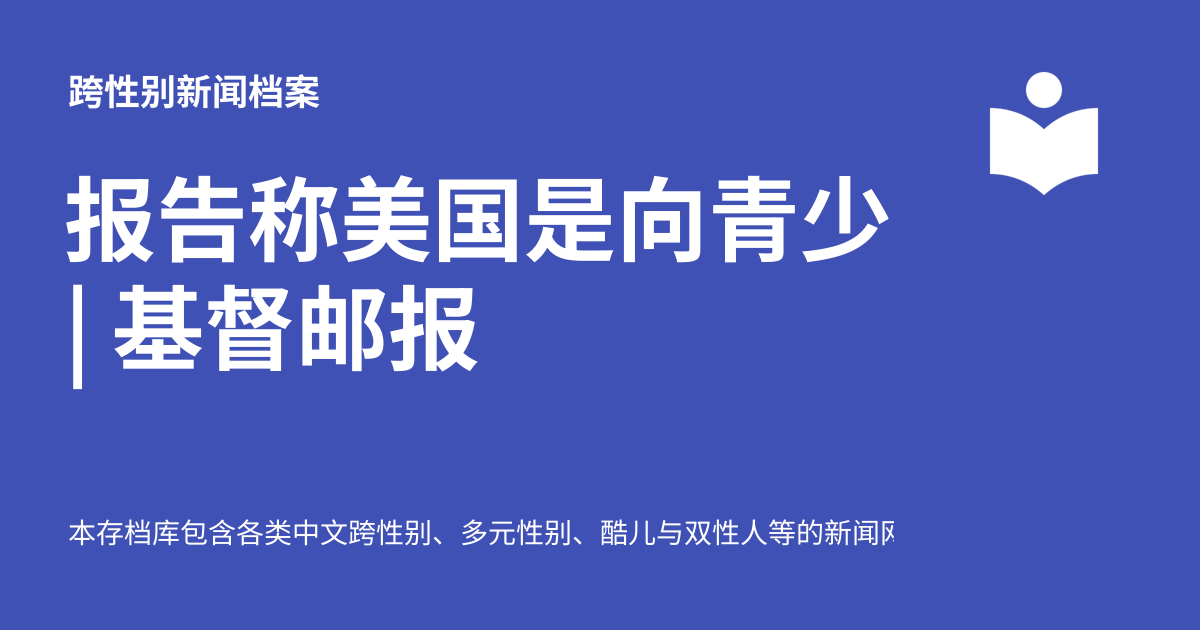 跨性别新闻档案
报告称美国是向青少
| 基督邮报
本存档库包含各类中文跨性别、多元性别、酷儿与双性人等的新闻网